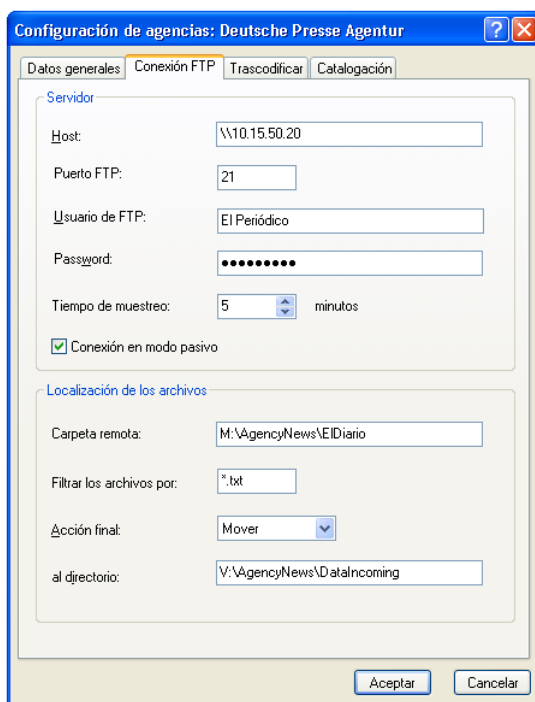 Configuración de agencias: Deutsche Presse Agentur
Datos generales Conexión FTP Trascodificar Catalogación
Servidor
Host: \\10.15.50.20
Puerto FTP: 21
Usuario de FTP: El Periódico
Password: •••••••••
Tiempo de muestreo: 5 minutos
Conexión en modo pasivo
Localización de los archivos
Carpeta remota: M:\AgencyNews\ElDiario
Filtrar los archivos por: *.txt
Acción final: Mover
al directorio: V:\AgencyNews\DataIncoming
Aceptar Cancelar